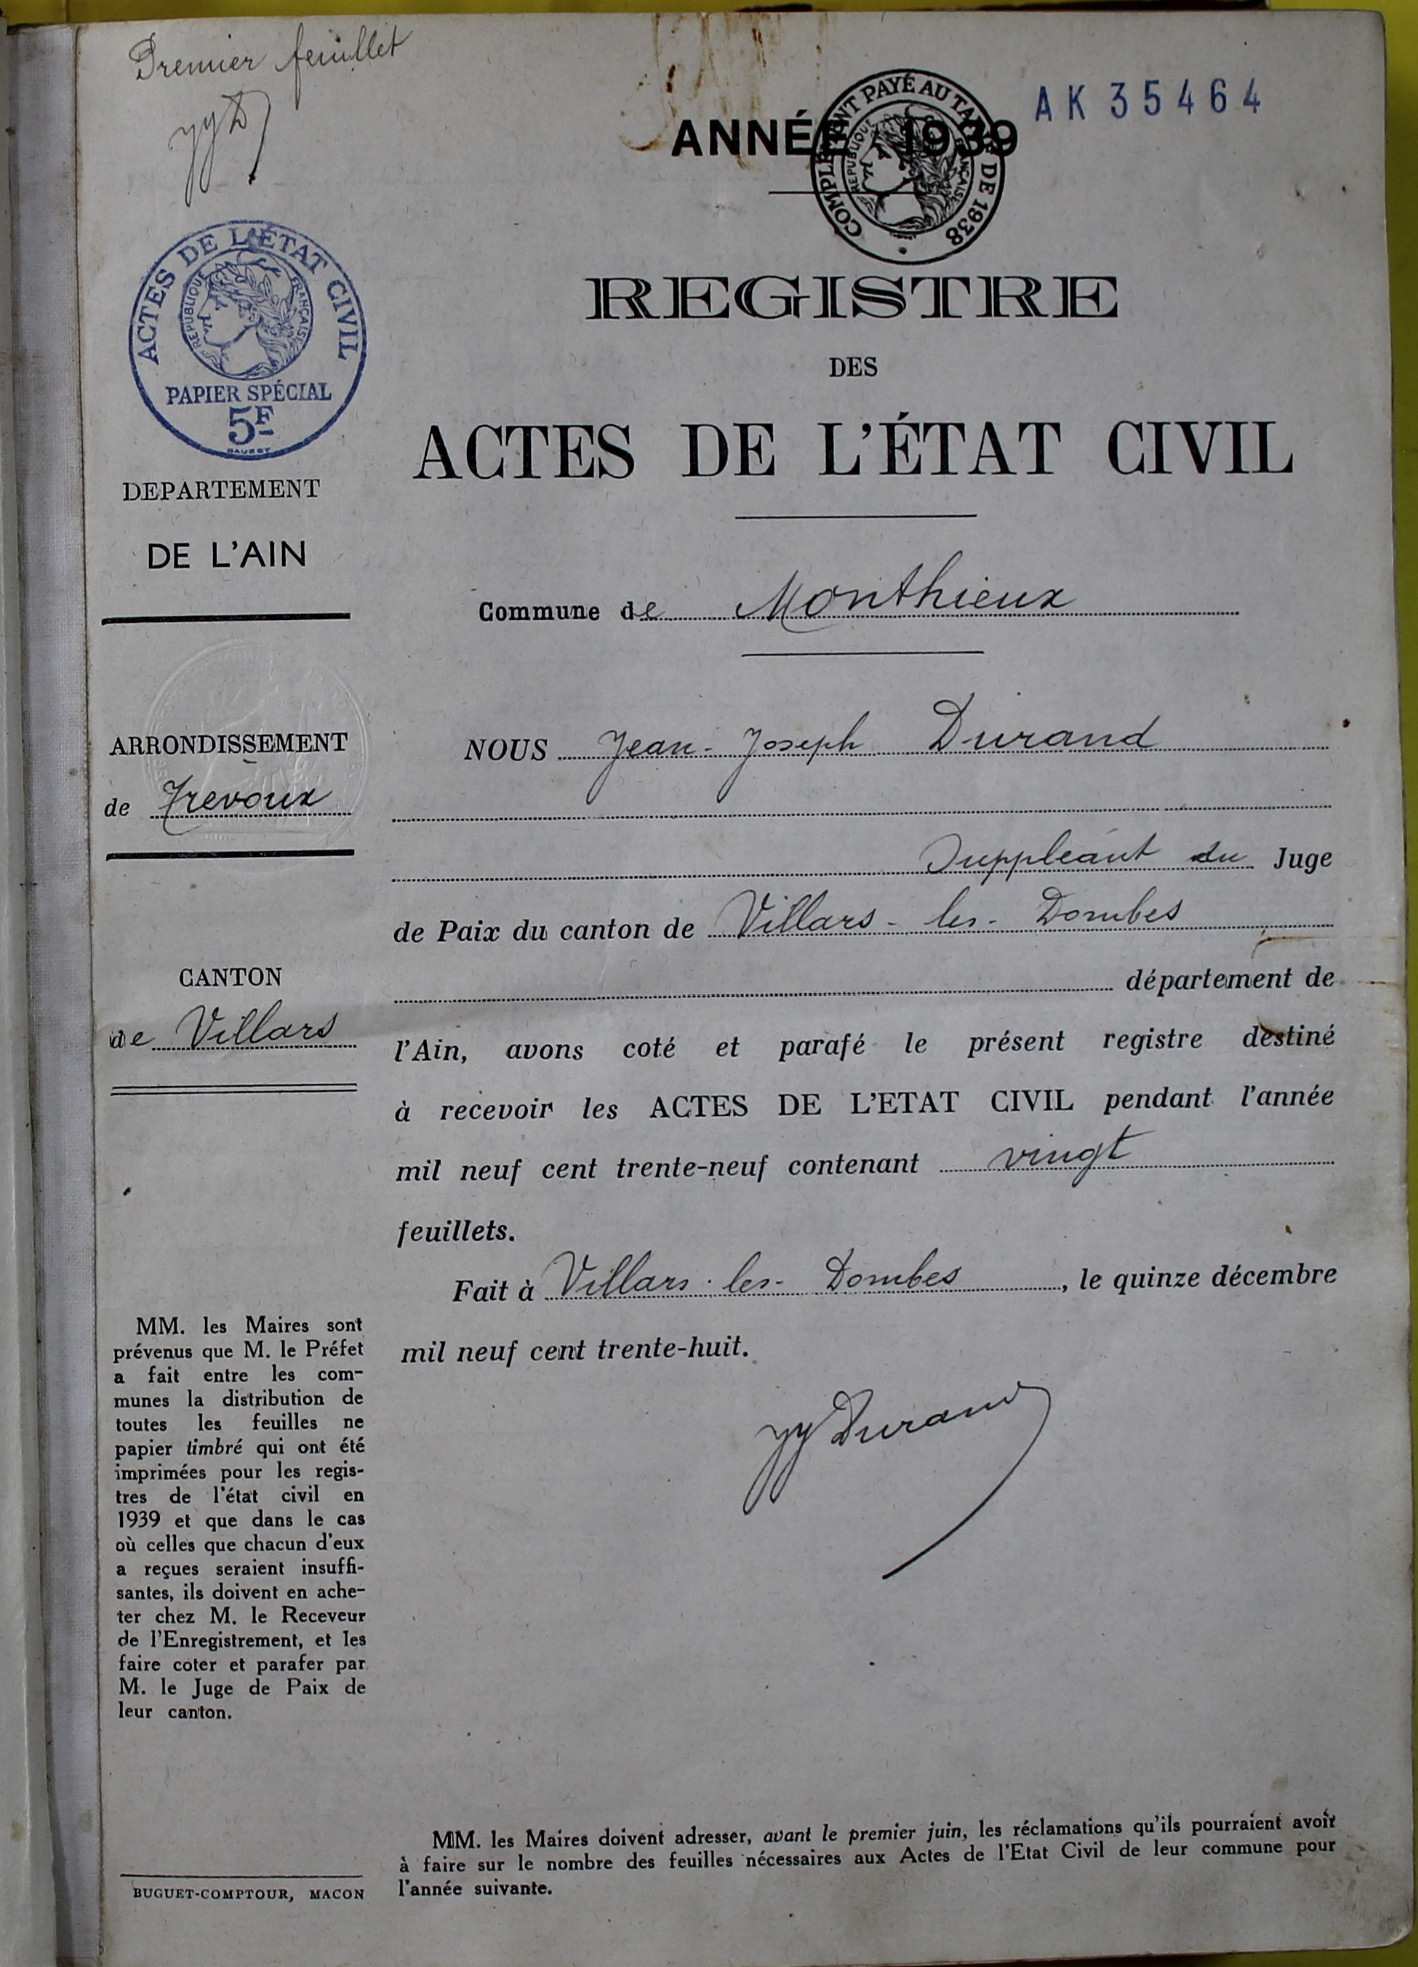 Premier feuillet
JJD
AK 35464
ANNÉE 1939
COMPLEMENT PAYÉ AU TARIF DE 1938
REPUBLIQUE FRANÇAISE
ACTES DE L'ÉTAT CIVIL
REPUBLIQUE FRANÇAISE
PAPIER SPÉCIAL
5F
REGISTRE
DES
ACTES DE L'ÉTAT CIVIL
DEPARTEMENT
DE L'AIN
Commune de Monthieux
ARRONDISSEMENT
de Trevoux
CANTON
de Villars
NOUS Jean-Joseph Durand
Suppléant du Juge
de Paix du canton de Villars-les-Dombes
département de
l'Ain, avons coté et parafé le présent registre destiné
à recevoir les ACTES DE L'ETAT CIVIL pendant l'année
mil neuf cent trente-neuf contenant vingt
feuillets.
Fait à Villars-les-Dombes, le quinze décembre
mil neuf cent trente-huit.
JJDurand
MM. les Maires sont
prévenus que M. le Préfet
a fait entre les com-
munes la distribution de
toutes les feuilles ne
papier timbré qui ont été
imprimées pour les regis-
tres de l'état civil en
1939 et que dans le cas
où celles que chacun d'eux
a reçues seraient insuffi-
santes, ils doivent en ache-
ter chez M. le Receveur
de l'Enregistrement, et les
faire coter et parafer par
M. le Juge de Paix de
leur canton.
BUGUET-COMPTOUR, MACON
MM. les Maires doivent adresser, avant le premier juin, les réclamations qu'ils pourraient avoir
à faire sur le nombre des feuilles nécessaires aux Actes de l'Etat Civil de leur commune pour
l'année suivante.